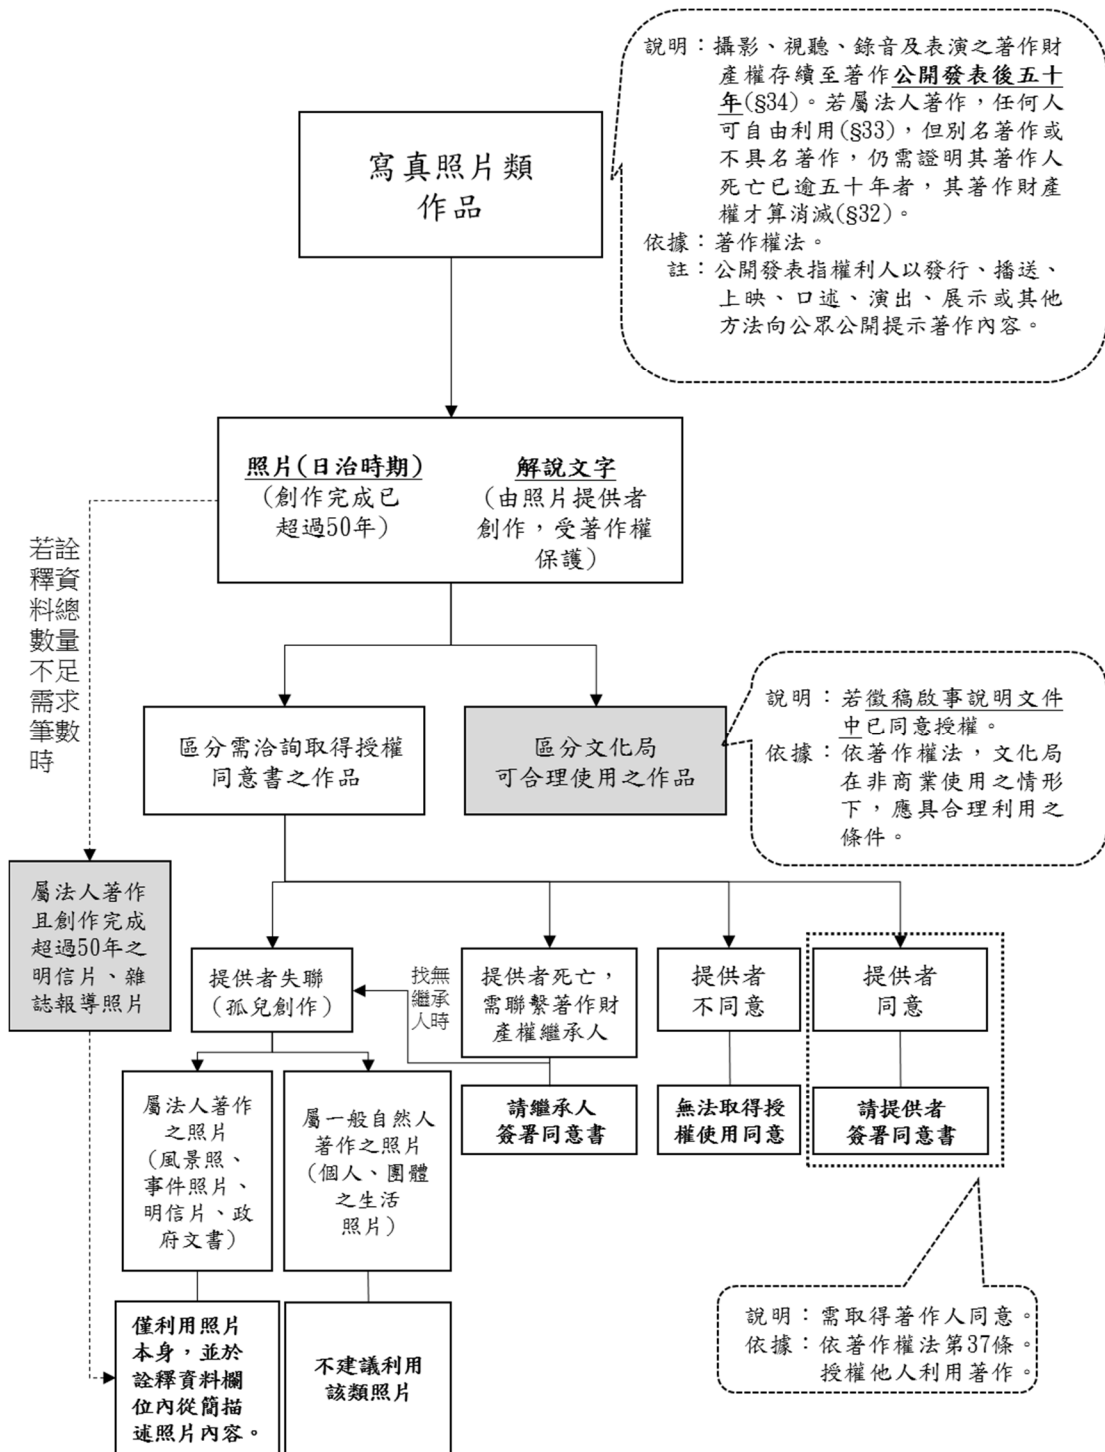 說明：攝影、視聽、錄音及表演之著作財
產權存續至著作公開發表後五十
年(§34)。若屬法人著作，任何人
可自由利用(§33)，但別名著作或
不具名著作，仍需證明其著作人
死亡已逾五十年者，其著作財產
權才算消滅(§32)。
依據：著作權法。
註：公開發表指權利人以發行、播送、
上映、口述、演出、展示或其他
方法向公眾公開提示著作內容。
寫真照片類
作品
照片(日治時期)
(創作完成已
超過50年)
解說文字
(由照片提供者
創作，受著作權
保護)
若詮
釋資
料總
數量
不足
需求
筆數
時
區分需洽詢取得授權
同意書之作品
區分文化局
可合理使用之作品
說明：若徵稿啟事說明文件
中已同意授權。
依據：依著作權法，文化局
在非商業使用之情形
下，應具合理利用之
條件。
屬法人著作
且創作完成
超過50年之
明信片、雜
誌報導照片
提供者失聯
(孤兒創作)
找無
繼承
人時
提供者死亡，
需聯繫著作財
產權繼承人
提供者
不同意
提供者
同意
屬法人著作
之照片
(風景照、
事件照片、
明信片、政
府文書)
屬一般自然人
著作之照片
(個人、團體
之生活
照片)
請繼承人
簽署同意書
無法取得授
權使用同意
請提供者
簽署同意書
僅利用照片
本身，並於
詮釋資料欄
位內從簡描
述照片內容。
不建議利用
該類照片
說明：需取得著作人同意。
依據：依著作權法第37條。
授權他人利用著作。